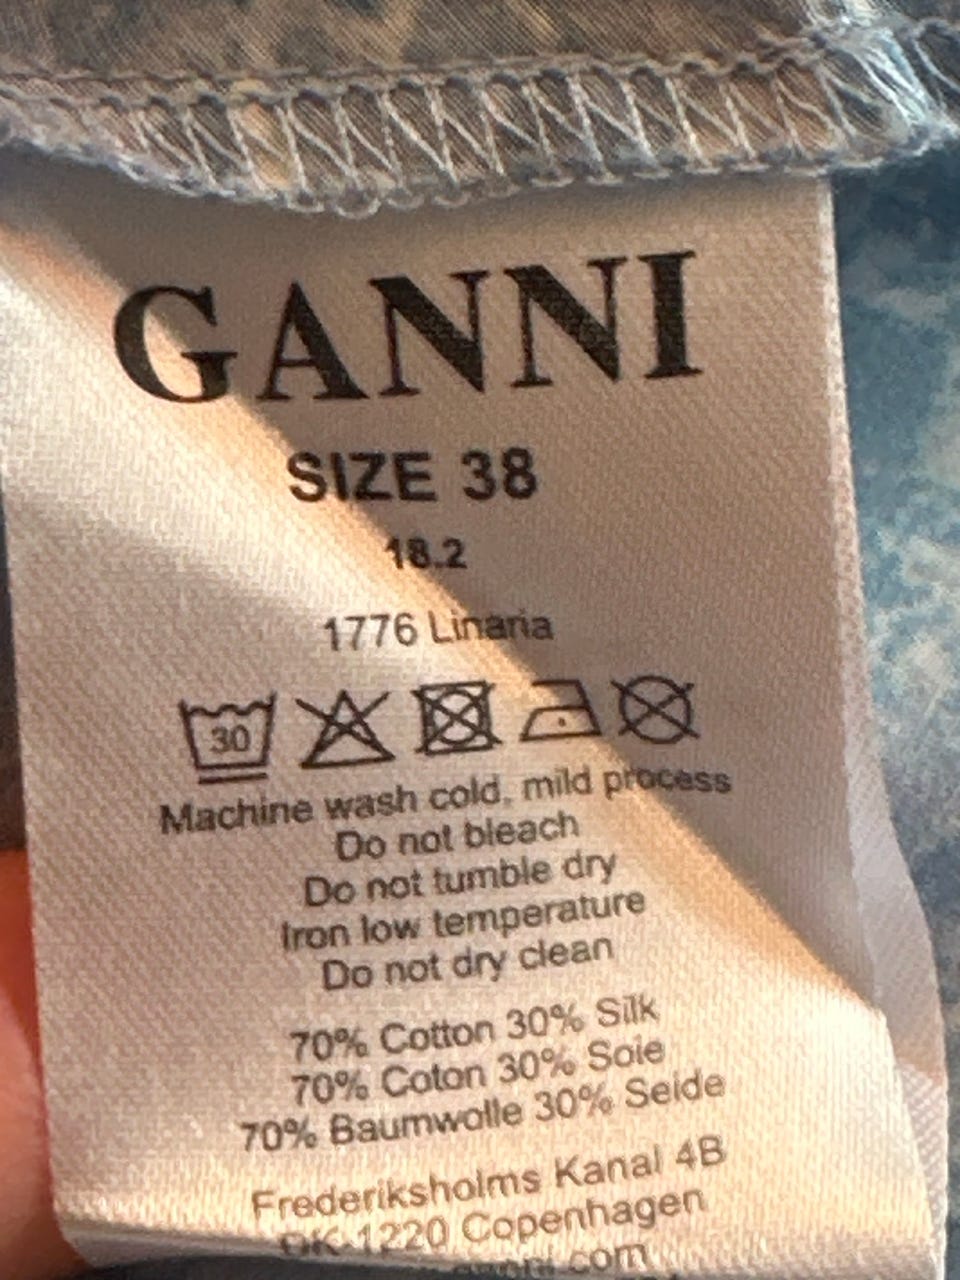 GANNI
SIZE 38
18.2
1776 Linaria
30
Machine wash cold, mild process
Do not bleach
Do not tumble dry
Iron low temperature
Do not dry clean
70% Cotton 30% Silk
70% Coton 30% Soie
70% Baumwolle 30% Seide
Frederiksholms Kanal 4B
DK-1220 Copenhagen
ganni.com